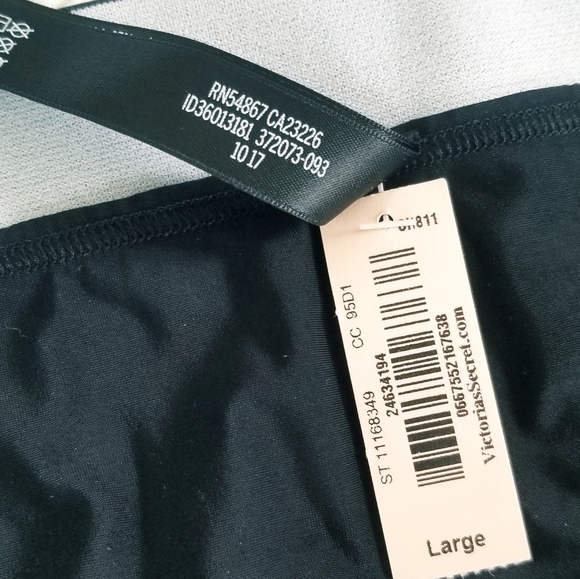 RN54867 CA23226
ID36013181 372073-093
10 17
CC 95D1
ST 11168349
24634194
0667552167638
VictoriasSecret.com
Large